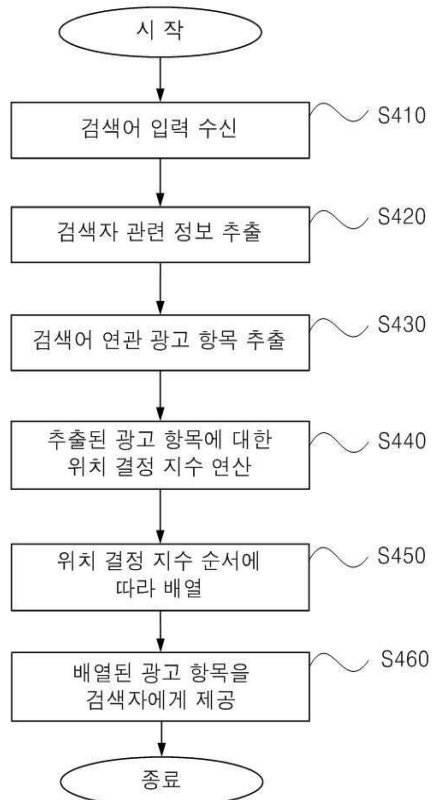 시 작
검색어 입력 수신
S410
검색자 관련 정보 추출
S420
검색어 연관 광고 항목 추출
S430
추출된 광고 항목에 대한
위치 결정 지수 연산
S440
위치 결정 지수 순서에
따라 배열
S450
배열된 광고 항목을
검색자에게 제공
S460
종료